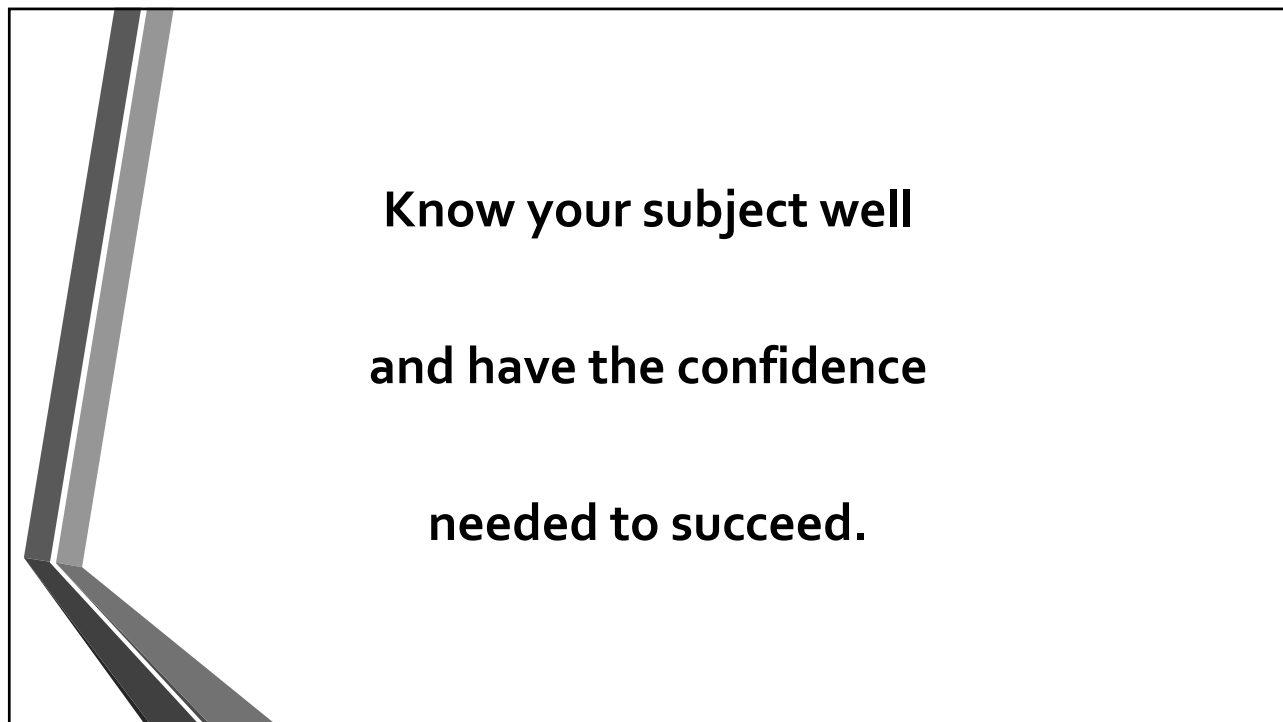 Know your subject well
and have the confidence
needed to succeed.